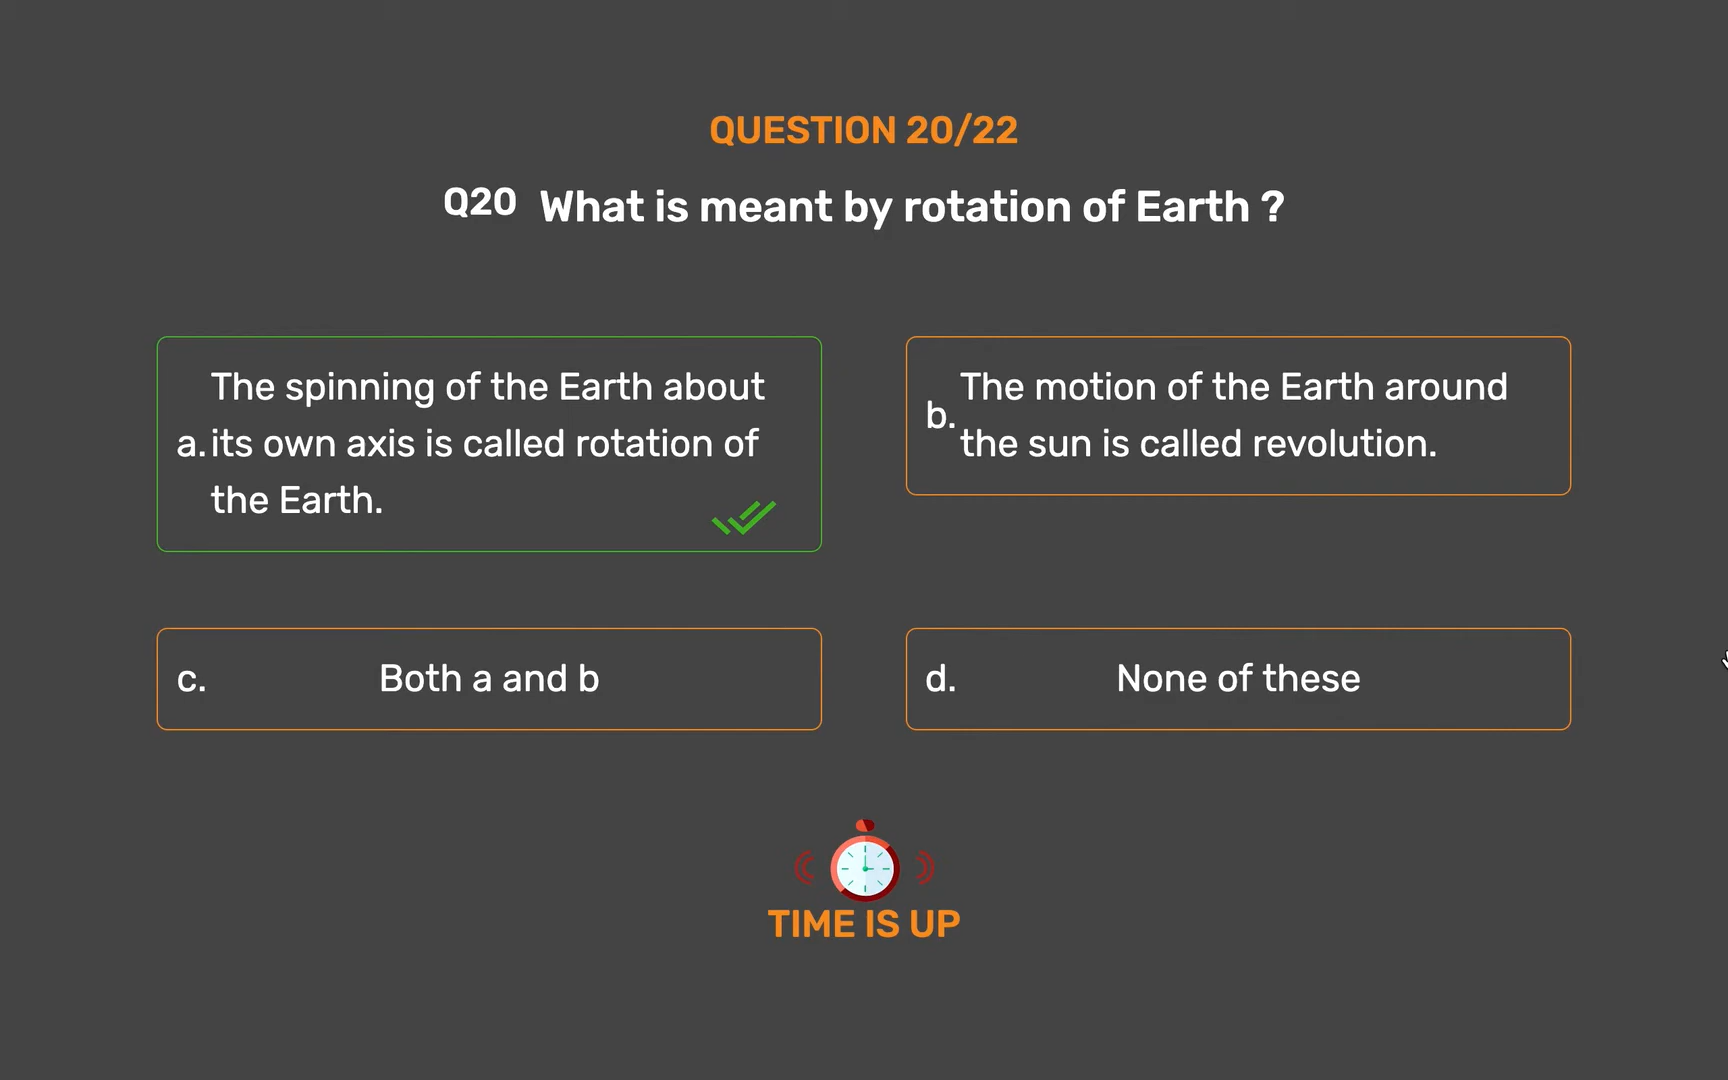 QUESTION 20/22
Q20 What is meant by rotation of Earth ?
The spinning of the Earth about
a. its own axis is called rotation of
the Earth.
The motion of the Earth around
b.
the sun is called revolution.
c. Both a and b
d. None of these
TIME IS UP